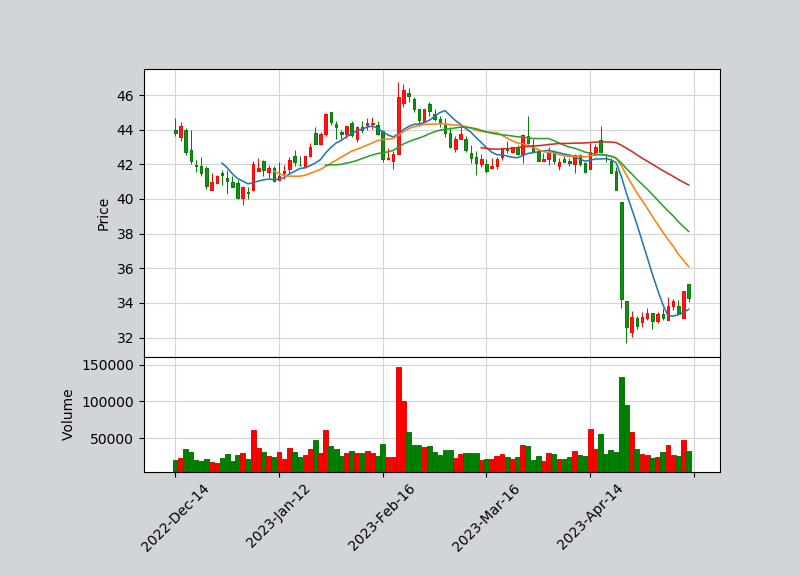 46
44
42
40
38
36
34
32
Price
150000
100000
50000
Volume
2022-Dec-14
2023-Jan-12
2023-Feb-16
2023-Mar-16
2023-Apr-14